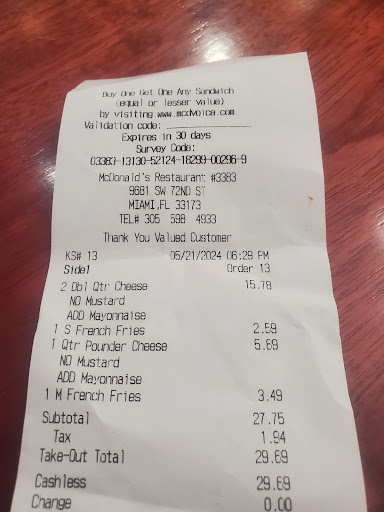 Buy One Get One Any Sandwich
(equal or lesser value)
by visiting www.mcdvoice.com
Validation code: ____________
Expires in 30 days
Survey Code:
03383-13130-52124-18299-00296-9
McDonald's Restaurant #3383
9681 SW 72ND ST
MIAMI,FL 33173
TEL# 305 598 4933
Thank You Valued Customer
KS# 13 05/21/2024 06:29 PM
Side1 Order 13
2 Dbl Qtr Cheese 15.78
NO Mustard
ADD Mayonnaise
1 S French Fries 2.59
1 Qtr Pounder Cheese 5.89
NO Mustard
ADD Mayonnaise
1 M French Fries 3.49
Subtotal 27.75
Tax 1.94
Take-Out Total 29.69
Cashless 29.69
Change 0.00